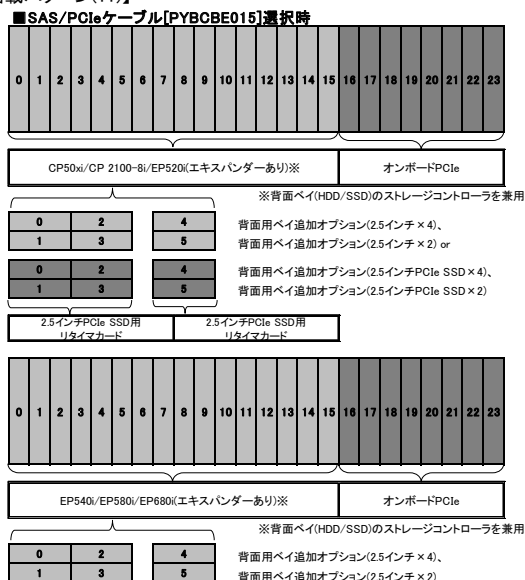 ■SAS/PCIeケーブル[PYBCBE015]選択時
0 1 2 3 4 5 6 7 8 9 10 11 12 13 14 15 16 17 18 19 20 21 22 23
CP50xi/CP 2100-8i/EP520i(エキスパンダーあり)※ オンボードPCIe
※背面ベイ(HDD/SSD)のストレージコントローラを兼用
0 2 4 背面用ベイ追加オプション(2.5インチ×4)、
1 3 5 背面用ベイ追加オプション(2.5インチ×2) or
0 2 4 背面用ベイ追加オプション(2.5インチPCIe SSD×4)、
1 3 5 背面用ベイ追加オプション(2.5インチPCIe SSD×2)
2.5インチPCIe SSD用 2.5インチPCIe SSD用
リタイマカード リタイマカード
0 1 2 3 4 5 6 7 8 9 10 11 12 13 14 15 16 17 18 19 20 21 22 23
EP540i/EP580i/EP680i(エキスパンダーあり)※ オンボードPCIe
※背面ベイ(HDD/SSD)のストレージコントローラを兼用
0 2 4 背面用ベイ追加オプション(2.5インチ×4)、
1 3 5 背面用ベイ追加オプション(2.5インチ×2)